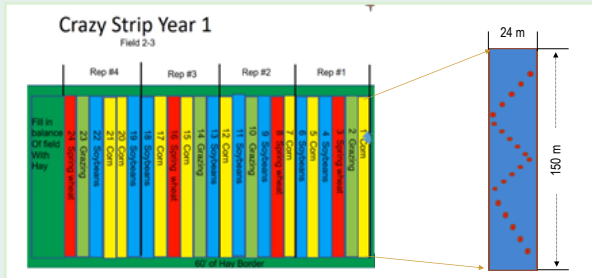 Crazy Strip Year 1
Field 2-3
Rep #4
Rep #3
Rep #2
Rep #1
Fill in
balance
Of field
With
Hay
24 Spring wheat
23 Grazing
22 Soybeans
21 Corn
20 Corn
19 Soybeans
18 Soybeans
17 Corn
16 Spring wheat
15 Corn
14 Grazing
13 Soybeans
12 Corn
11 Soybeans
10 Grazing
9 Soybeans
8 Spring wheat
7 Corn
6 Soybeans
5 Corn
4 Soybeans
3 Spring wheat
2 Grazing
1 Corn
60' of Hay Border
24 m
150 m